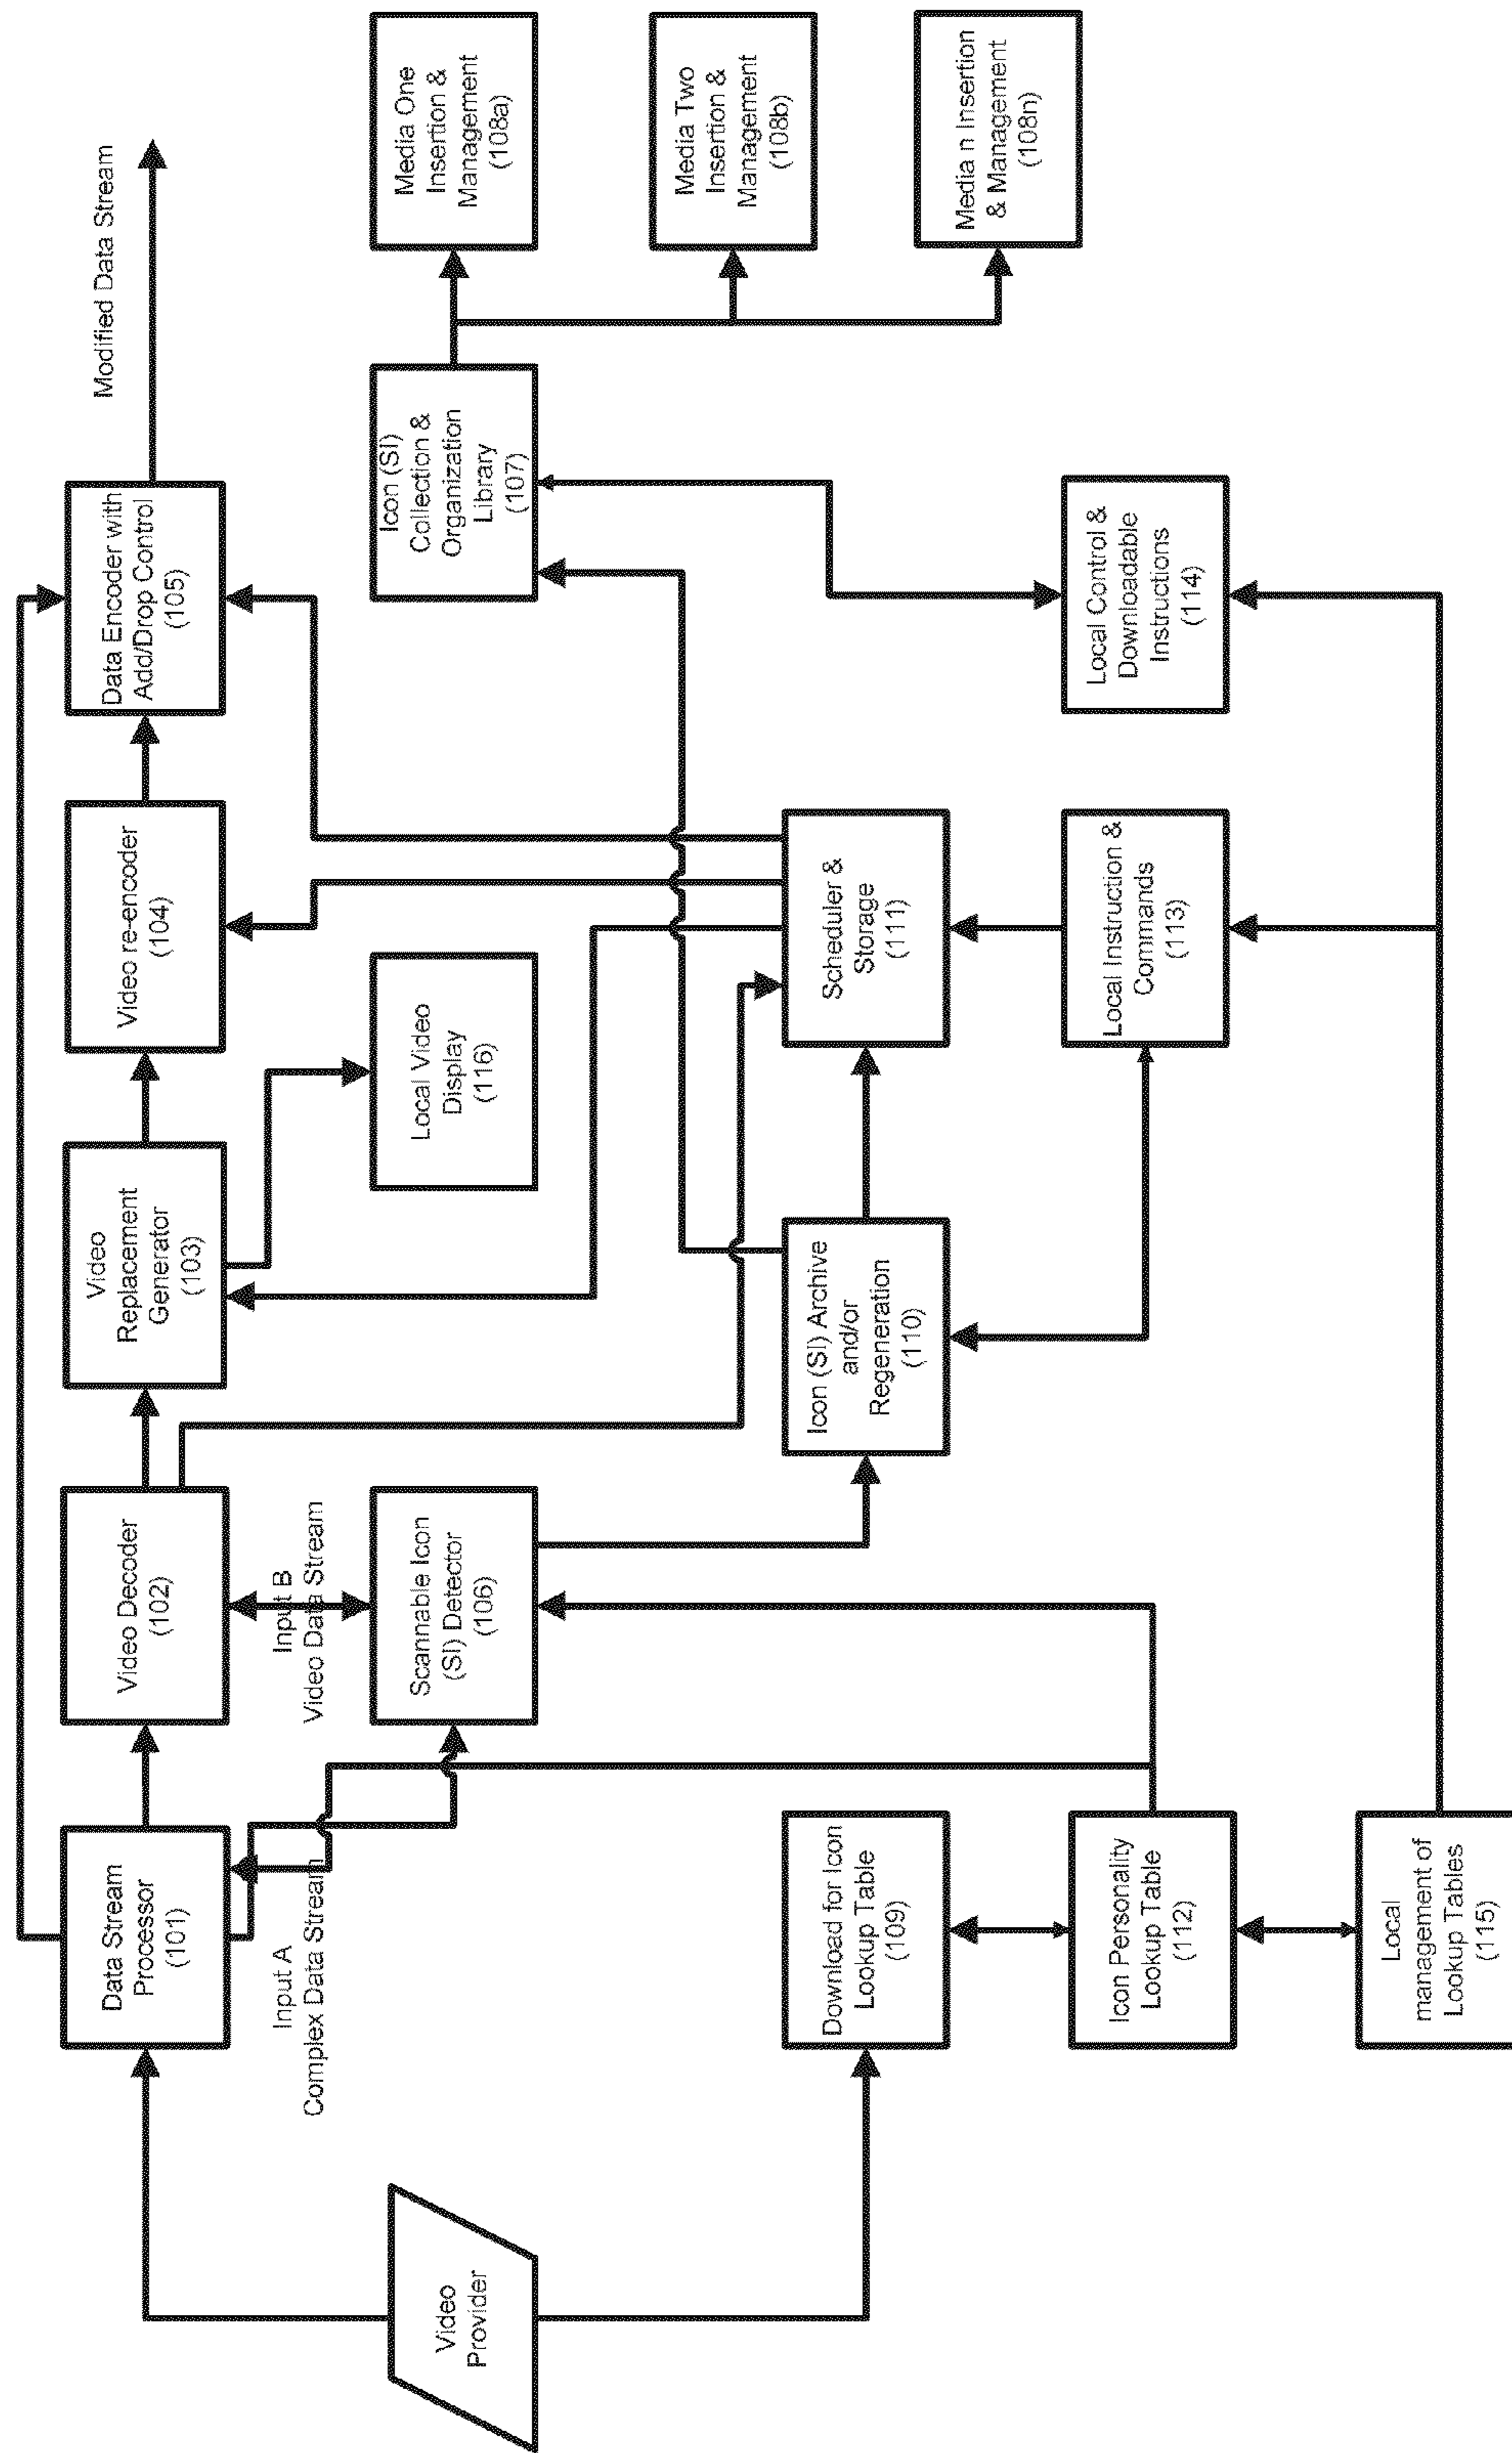 Modified Data Stream
Data Stream
Processor
(101)
Video Decoder
(102)
Video
Replacement
Generator
(103)
Video re-encoder
(104)
Data Encoder with
Add/Drop Control
(105)
Input A
Complex Data Stream
Input B
Video Data Stream
Video
Provider
Scannable Icon
(SI) Detector
(106)
Local Video
Display
(116)
Icon (SI)
Collection &
Organization
Library
(107)
Media One
Insertion &
Management
(108a)
Media Two
Insertion &
Management
(108b)
Media n Insertion
& Management
(108n)
Download for Icon
Lookup Table
(109)
Icon (SI) Archive
and/or
Regeneration
(110)
Scheduler &
Storage
(111)
Icon Personality
Lookup Table
(112)
Local Instruction &
Commands
(113)
Local Control &
Downloadable
Instructions
(114)
Local
management of
Lookup Tables
(115)